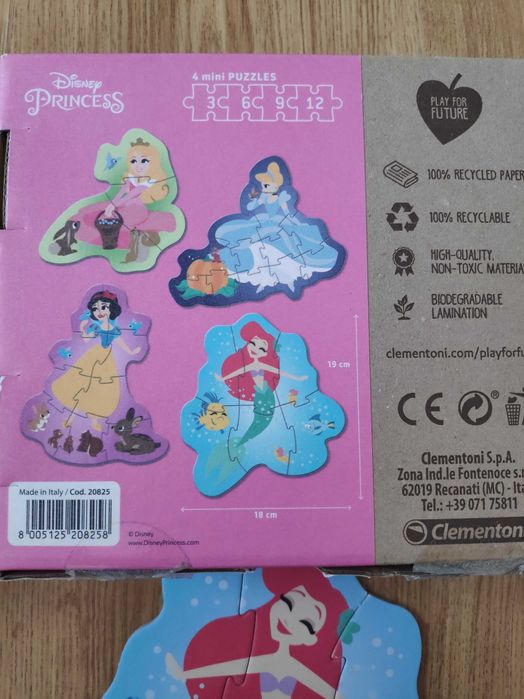 Disney
PRINCESS
4 mini PUZZLES
3 6 9 12
PLAY FOR
FUTURE
100% RECYCLED PAPER
100% RECYCLABLE
HIGH-QUALITY,
NON-TOXIC MATERIA
BIODEGRADABLE
LAMINATION
clementoni.com/playforfu
19 cm
18 cm
CE
Clementoni S.p.A.
Zona Ind.le Fontenoce s.n.
62019 Recanati (MC) - Ita
Tel.: +39 071 75811
Clementoni
Made in Italy / Cod. 20825
8 005125 208258
© Disney
www.DisneyPrincess.com